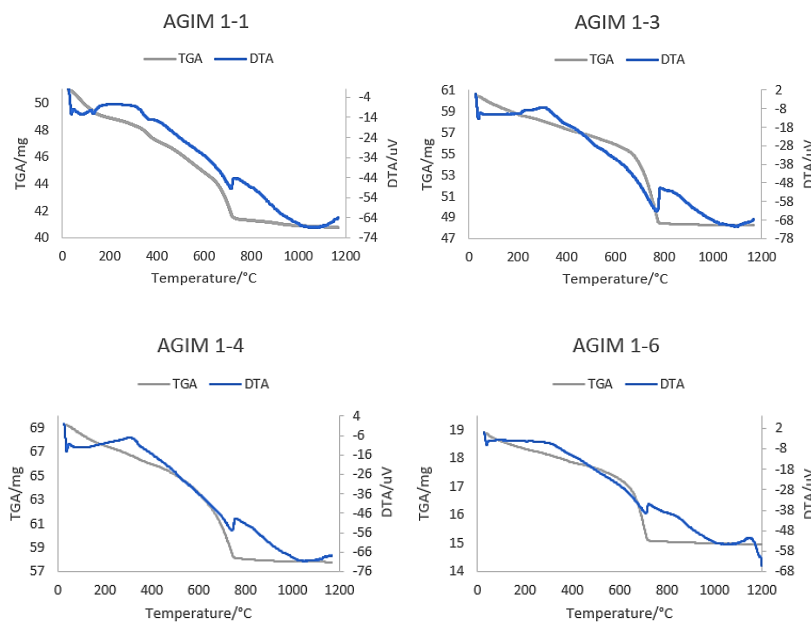 AGIM 1-1
TGA DTA
50
48
46
44
42
40
TGA/mg
-4
-14
-24
-34
-44
-54
-64
-74
DTA/uV
0 200 400 600 800 1000 1200
Temperature/°C
AGIM 1-3
TGA DTA
61
59
57
55
53
51
49
47
TGA/mg
2
-8
-18
-28
-38
-48
-58
-68
-78
DTA/uV
0 200 400 600 800 1000 1200
Temperature/°C
AGIM 1-4
TGA DTA
69
67
65
63
61
59
57
TGA/mg
4
-6
-16
-26
-36
-46
-56
-66
-76
DTA/uV
0 200 400 600 800 1000 1200
Temperature/°C
AGIM 1-6
TGA DTA
19
18
17
16
15
14
TGA/mg
2
-8
-18
-28
-38
-48
-58
-68
DTA/uV
0 200 400 600 800 1000 1200
Temperature/°C